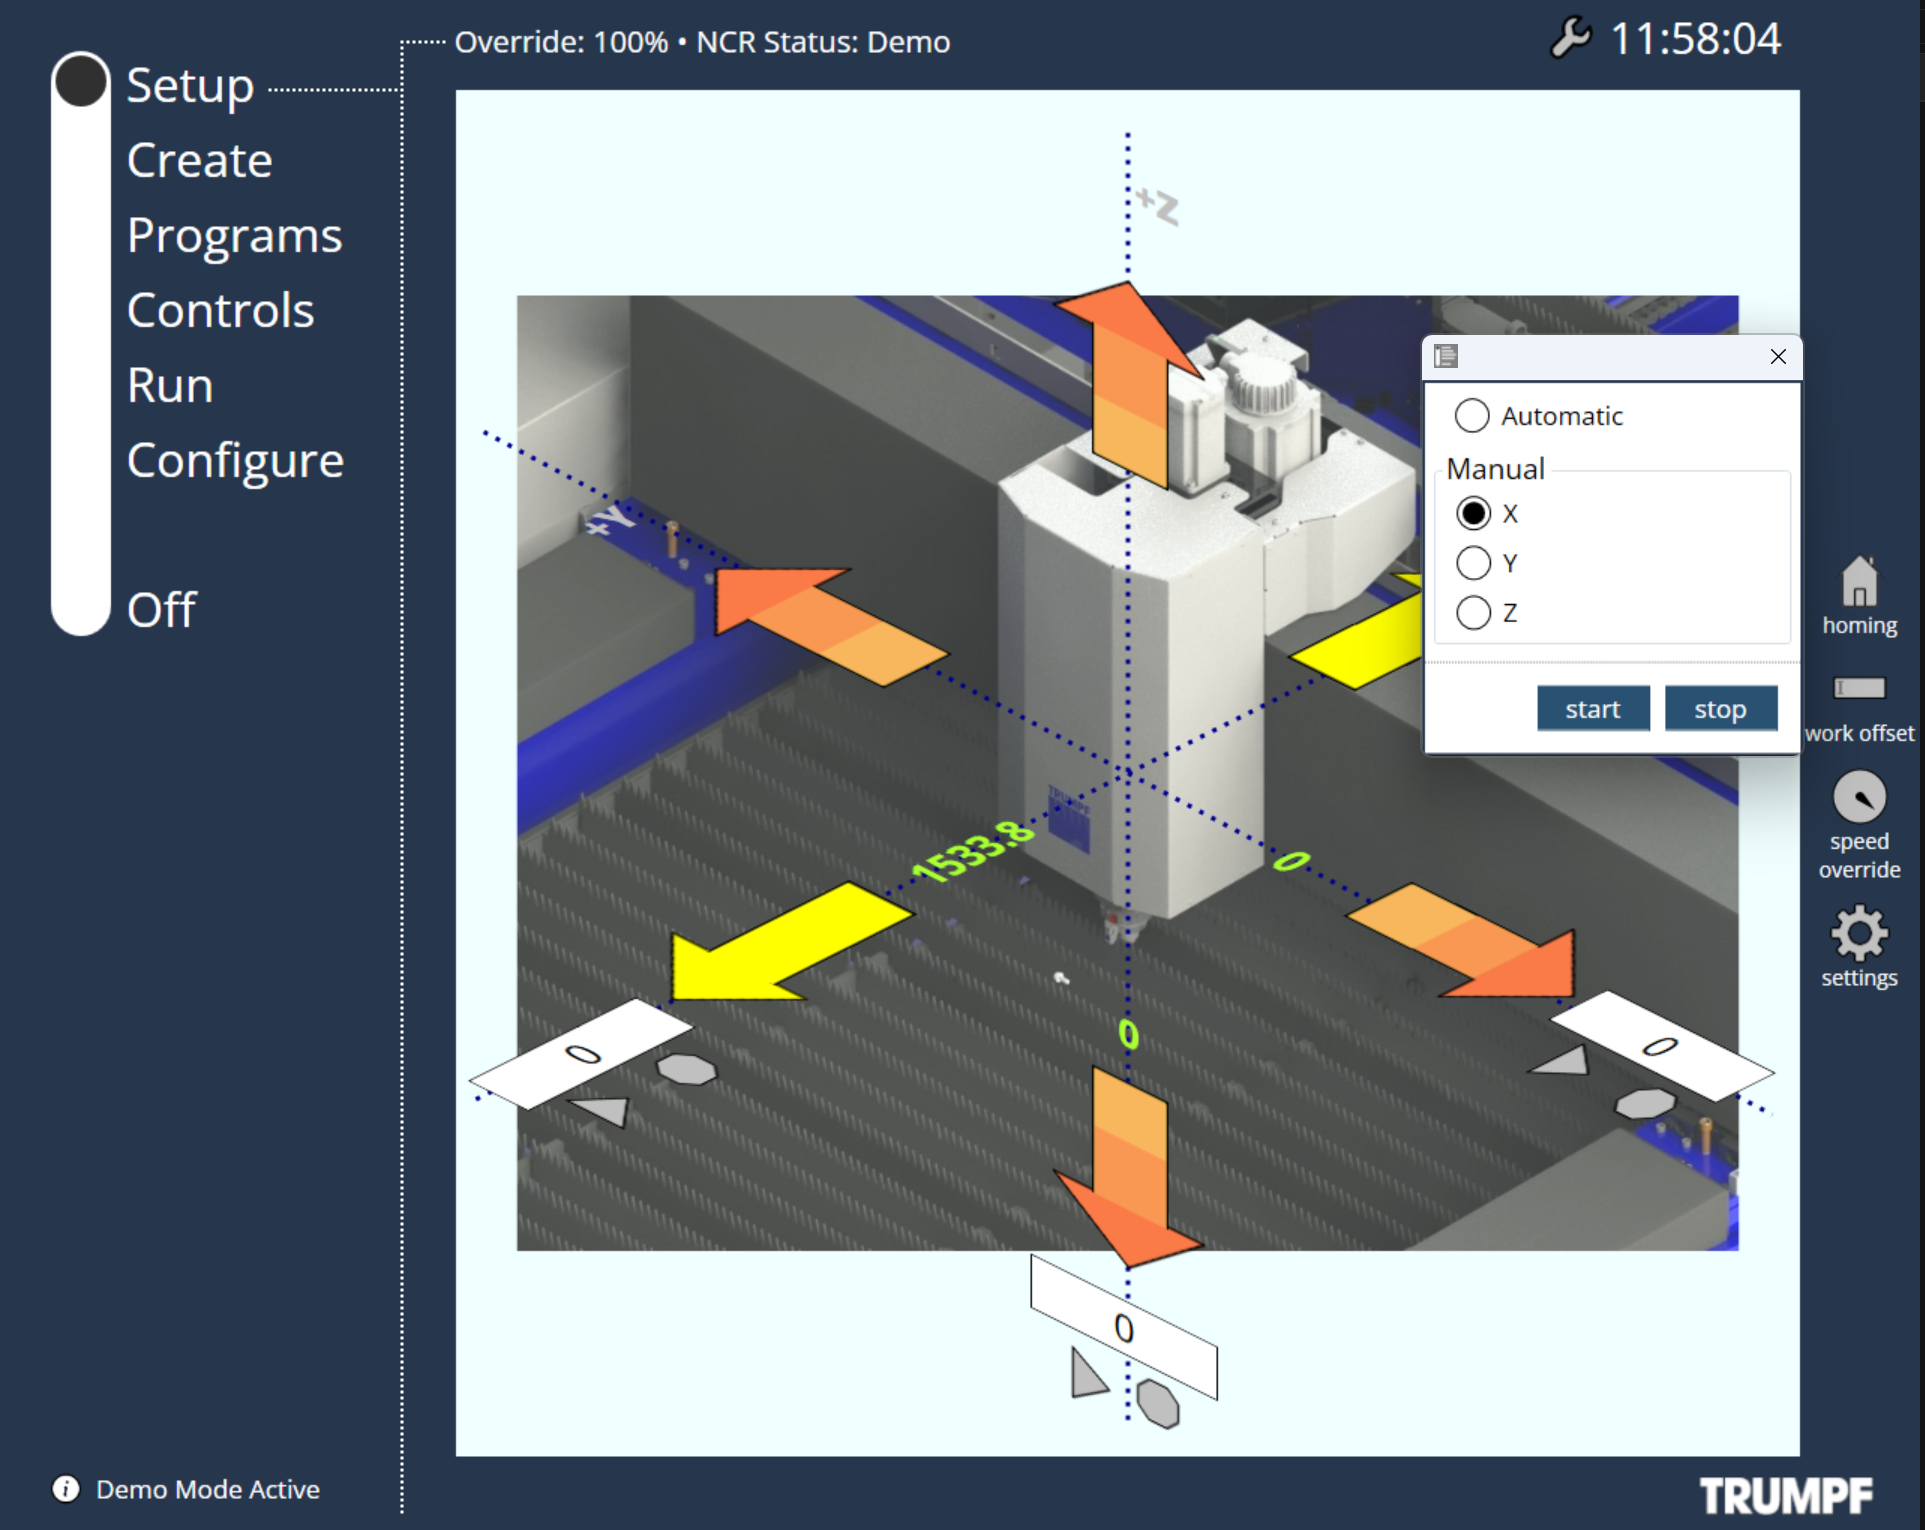 Override: 100% • NCR Status: Demo
11:58:04
Setup
Create
Programs
Controls
Run
Configure
Off
+Z
+Y
Automatic
Manual
X
Y
Z
start
stop
homing
work offset
speed
override
settings
TRUMPF
1533.8
0
0
0
0
0
Demo Mode Active
TRUMPF